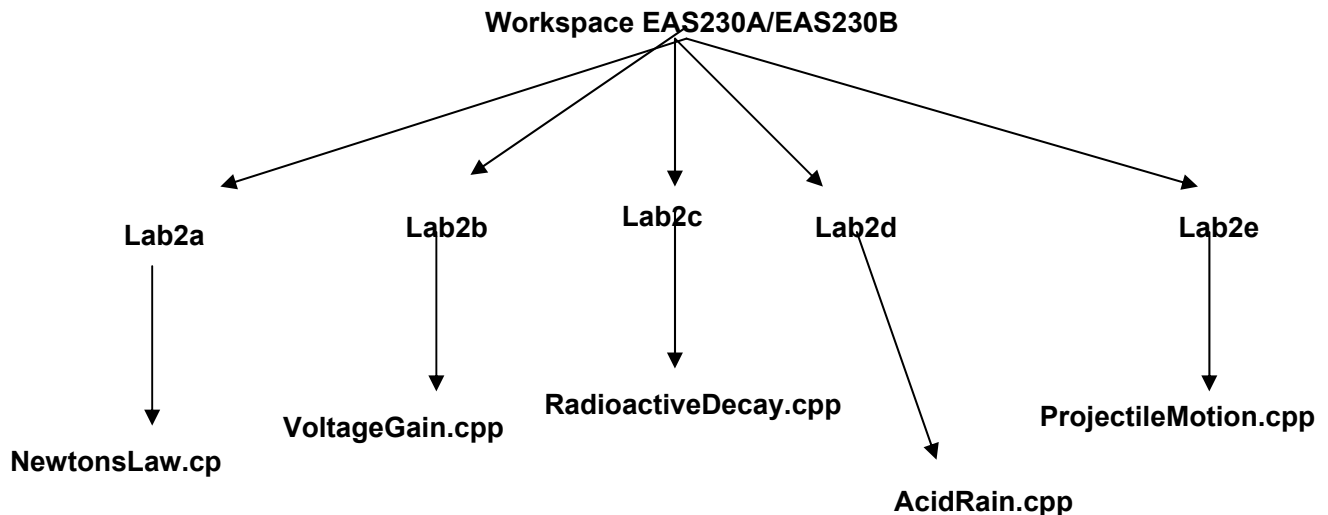 Workspace EAS230A/EAS230B
Lab2a
Lab2b
Lab2c
Lab2d
Lab2e
NewtonsLaw.cp
VoltageGain.cpp
RadioactiveDecay.cpp
AcidRain.cpp
ProjectileMotion.cpp